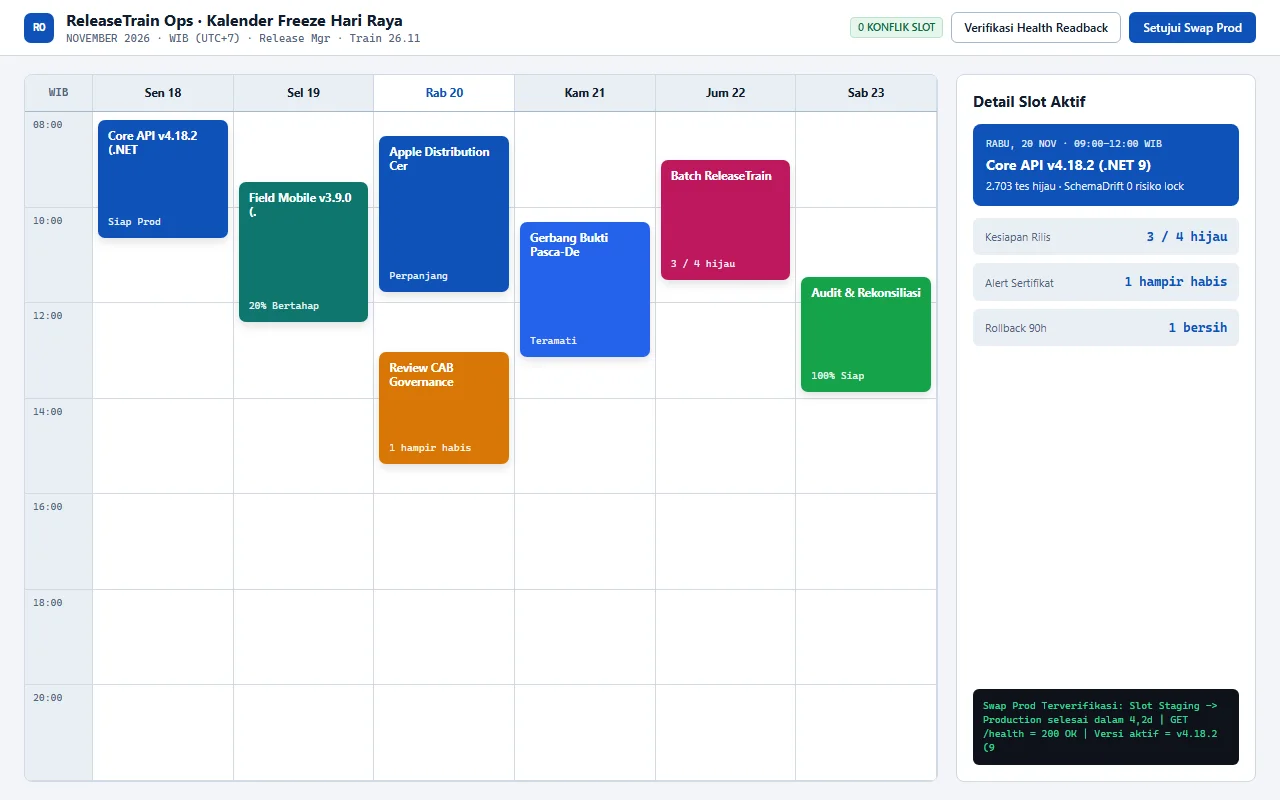 RO
ReleaseTrain Ops · Kalender Freeze Hari Raya
NOVEMBER 2026 · WIB (UTC+7) · Release Mgr · Train 26.11
0 KONFLIK SLOT
Verifikasi Health Readback
Setujui Swap Prod
WIB
Sen 18
Sel 19
Rab 20
Kam 21
Jum 22
Sab 23
08:00
10:00
12:00
14:00
16:00
18:00
20:00
Core API v4.18.2
(.NET
Siap Prod
Field Mobile v3.9.0
(.
20% Bertahap
Apple Distribution
Cer
Perpanjang
Review CAB
Governance
1 hampir habis
Gerbang Bukti
Pasca-De
Teramati
Batch ReleaseTrain
3 / 4 hijau
Audit & Rekonsiliasi
100% Siap
Detail Slot Aktif
RABU, 20 NOV · 09:00–12:00 WIB
Core API v4.18.2 (.NET 9)
2.703 tes hijau · SchemaDrift 0 risiko lock
Kesiapan Rilis
3 / 4 hijau
Alert Sertifikat
1 hampir habis
Rollback 90h
1 bersih
Swap Prod Terverifikasi: Slot Staging ->
Production selesai dalam 4,2d | GET
/health = 200 OK | Versi aktif = v4.18.2
(9